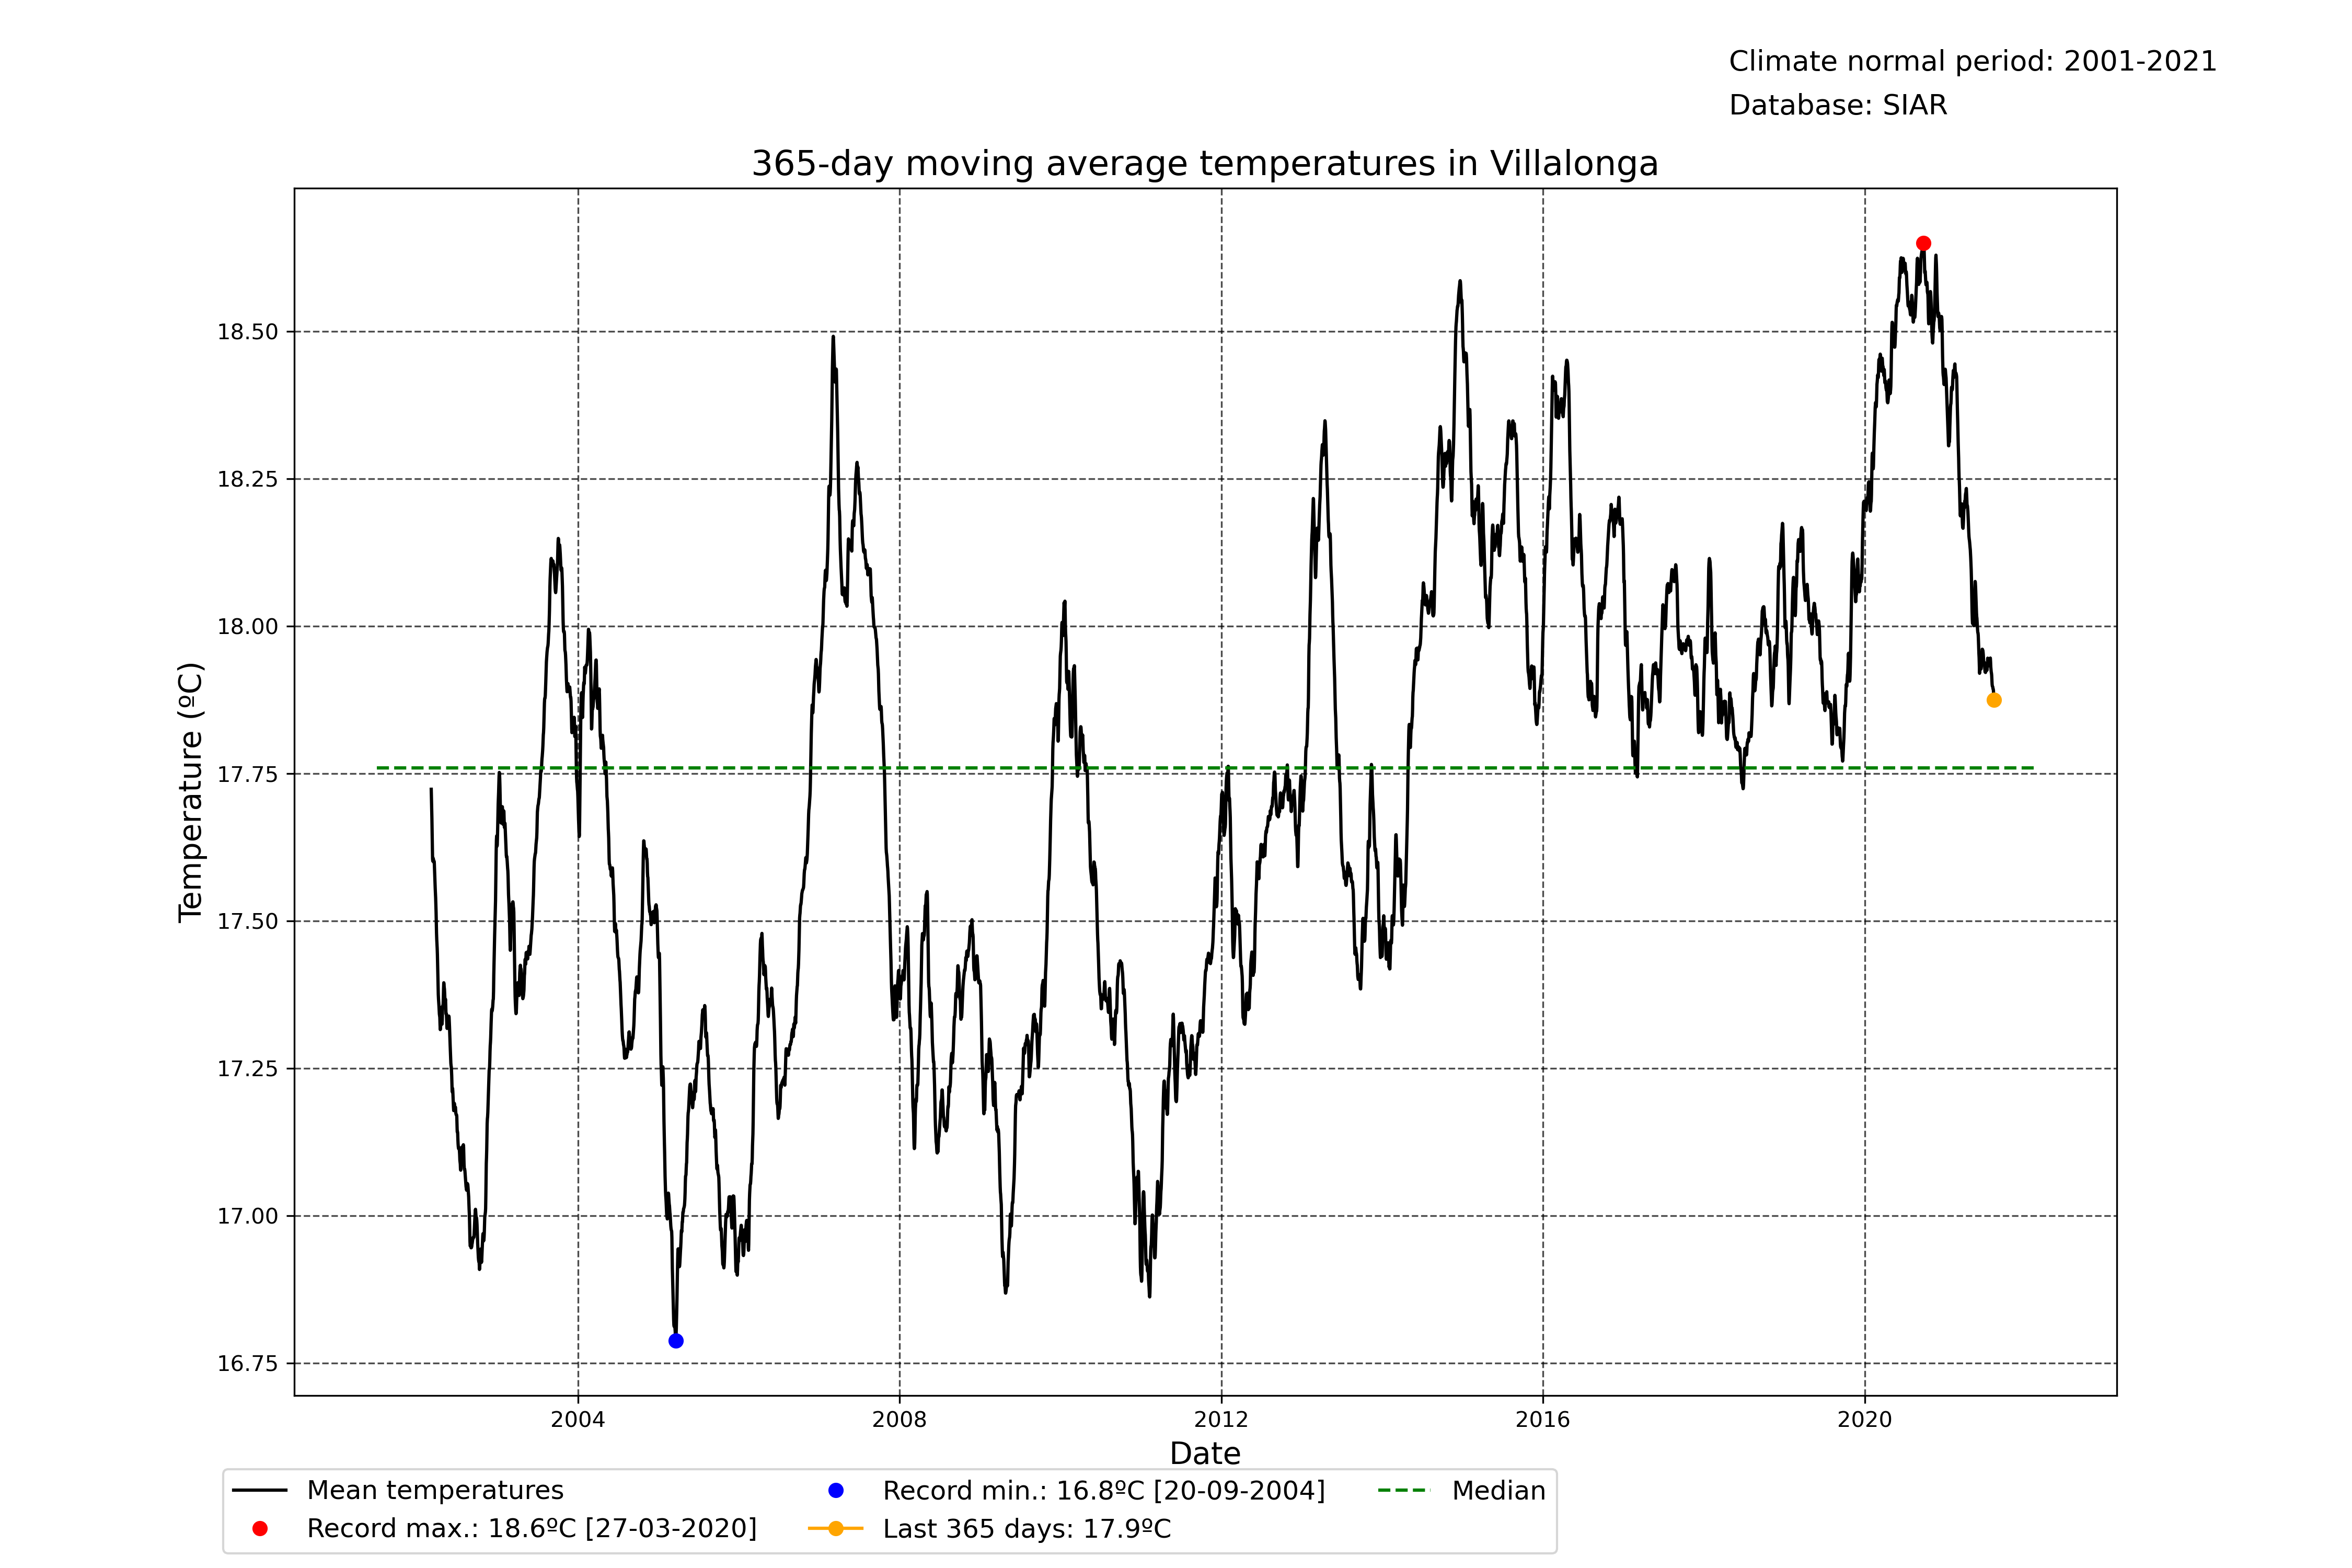 Climate normal period: 2001-2021
Database: SIAR
365-day moving average temperatures in Villalonga
Temperature (ºC)
18.50
18.25
18.00
17.75
17.50
17.25
17.00
16.75
2004 2008 2012 2016 2020
Date
Mean temperatures
Record max.: 18.6ºC [27-03-2020]
Record min.: 16.8ºC [20-09-2004]
Last 365 days: 17.9ºC
Median